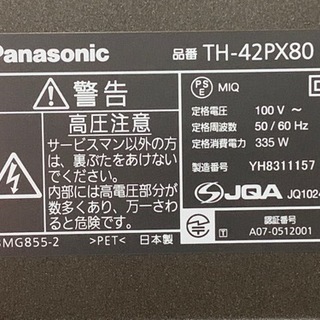 Panasonic
品番 TH-42PX80
警告
高圧注意
サービスマン以外の方は、
裏ぶたをあけないでください。
内部には高電圧部分が
数多くあり、万一さわ
ると危険です。
PET< 日本製
PS E MIQ
定格電圧 100 V~
定格周波数 50 / 60 Hz
定格消費電力 335 W
製造番号 YH8311157
JQA JQ1024
認証番号
A07-0512001
MG855-2